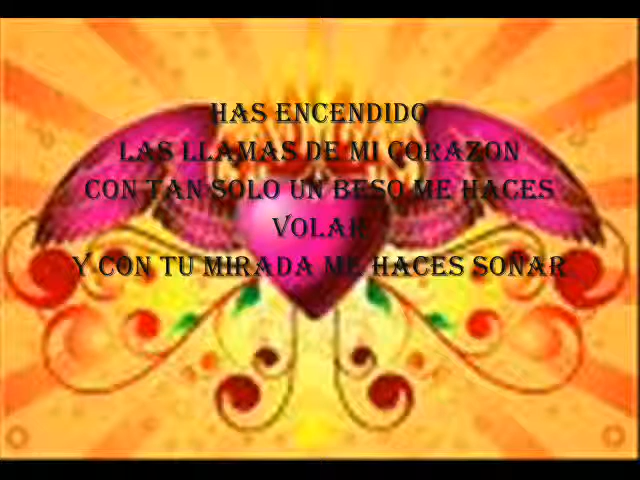 HAS ENCENDIDO
LAS LLAMAS DE MI CORAZON
CON TAN SOLO UN BESO ME HACES
VOLAR
Y CON TU MIRADA ME HACES SOÑAR